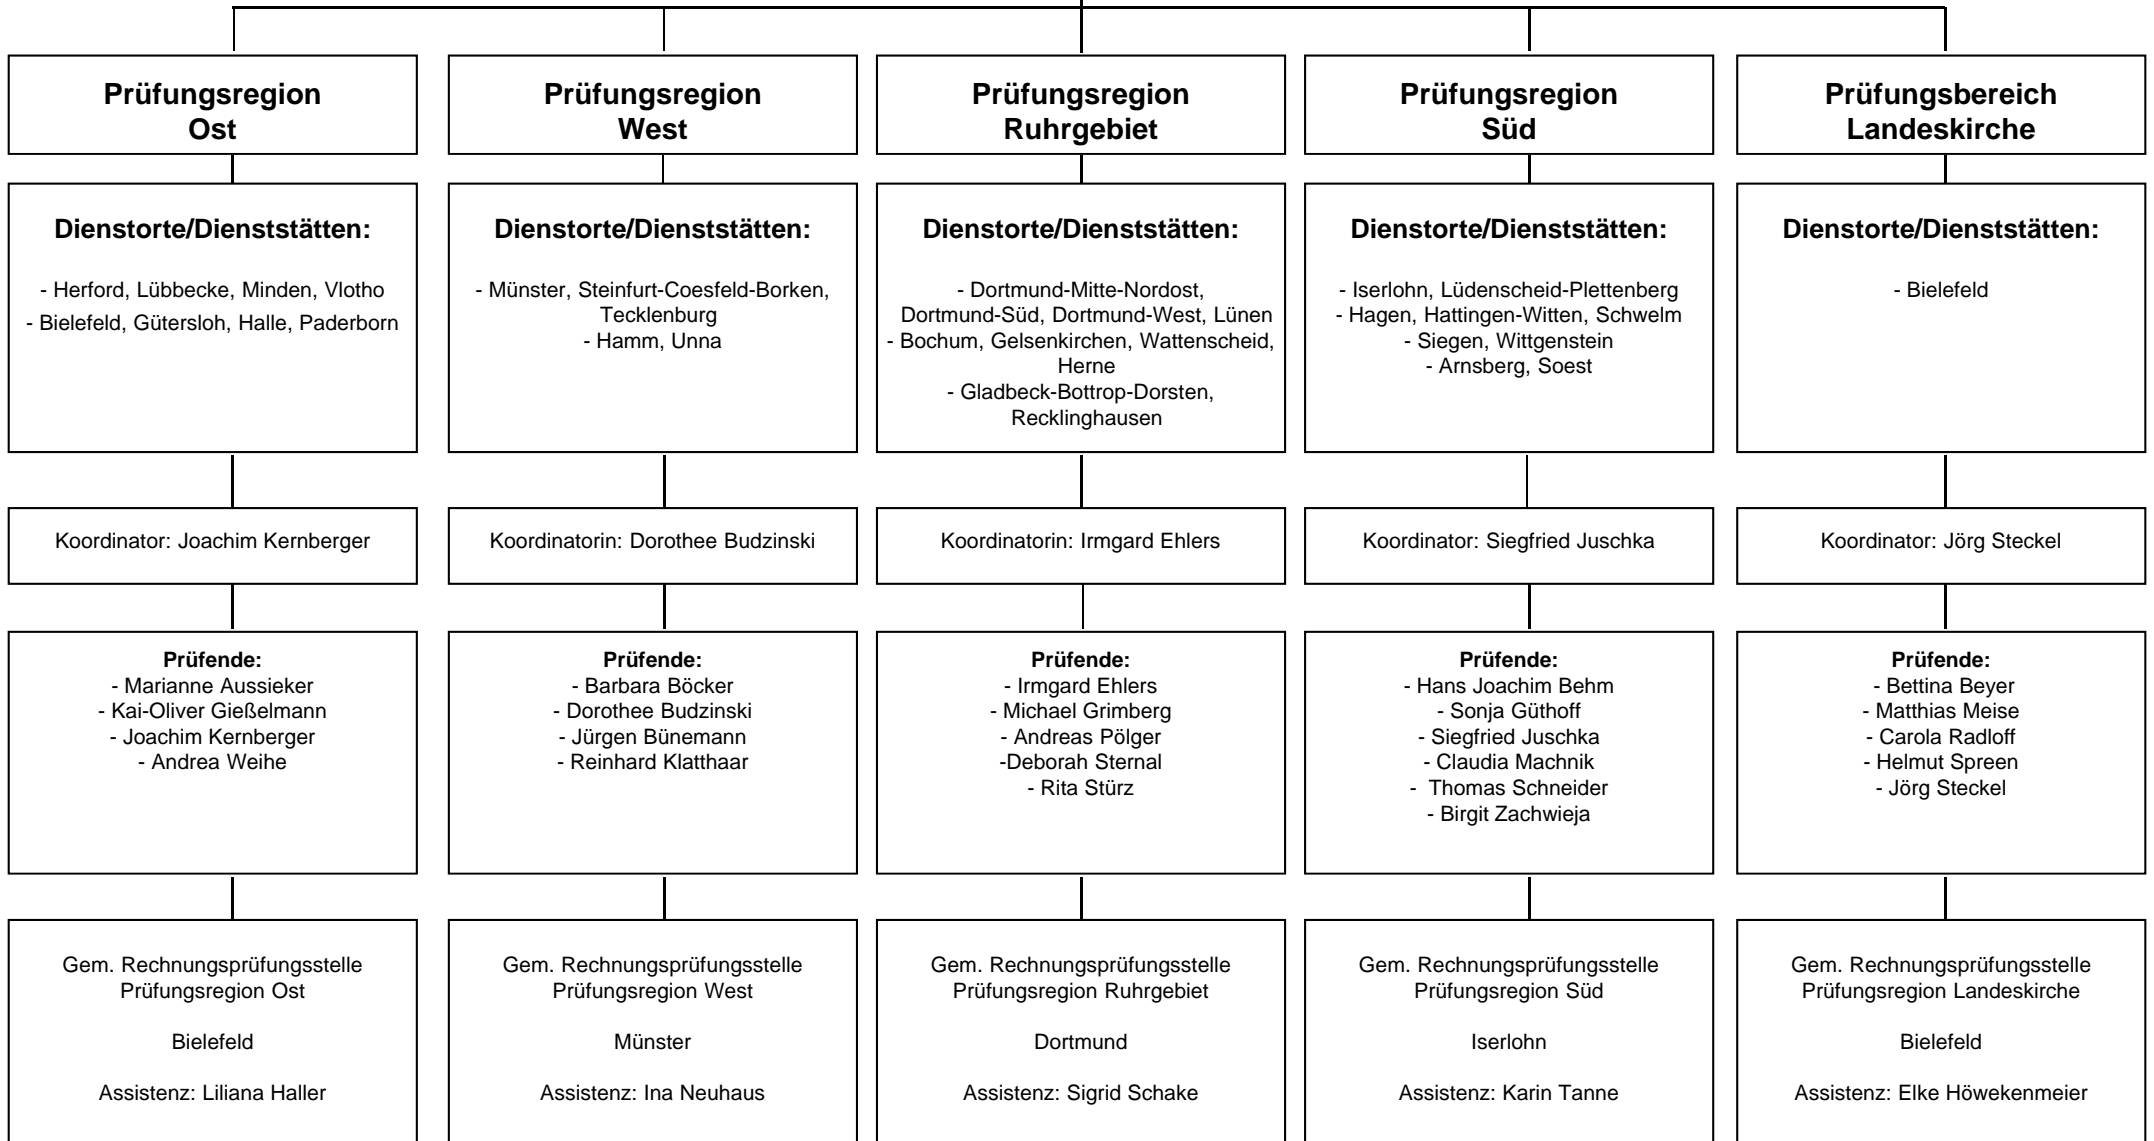 Prüfungsregion
Ost
Dienstorte/Dienststätten:
- Herford, Lübbecke, Minden, Vlotho
- Bielefeld, Gütersloh, Halle, Paderborn
Koordinator: Joachim Kernberger
Prüfende:
- Marianne Aussieker
- Kai-Oliver Gießelmann
- Joachim Kernberger
- Andrea Weihe
Gem. Rechnungsprüfungsstelle
Prüfungsregion Ost
Bielefeld
Assistenz: Liliana Haller
Prüfungsregion
West
Dienstorte/Dienststätten:
- Münster, Steinfurt-Coesfeld-Borken,
Tecklenburg
- Hamm, Unna
Koordinatorin: Dorothee Budzinski
Prüfende:
- Barbara Böcker
- Dorothee Budzinski
- Jürgen Bünemann
- Reinhard Klatthaar
Gem. Rechnungsprüfungsstelle
Prüfungsregion West
Münster
Assistenz: Ina Neuhaus
Prüfungsregion
Ruhrgebiet
Dienstorte/Dienststätten:
- Dortmund-Mitte-Nordost,
Dortmund-Süd, Dortmund-West, Lünen
- Bochum, Gelsenkirchen, Wattenscheid,
Herne
- Gladbeck-Bottrop-Dorsten,
Recklinghausen
Koordinatorin: Irmgard Ehlers
Prüfende:
- Irmgard Ehlers
- Michael Grimberg
- Andreas Pölger
-Deborah Sternal
- Rita Stürz
Gem. Rechnungsprüfungsstelle
Prüfungsregion Ruhrgebiet
Dortmund
Assistenz: Sigrid Schake
Prüfungsregion
Süd
Dienstorte/Dienststätten:
- Iserlohn, Lüdenscheid-Plettenberg
- Hagen, Hattingen-Witten, Schwelm
- Siegen, Wittgenstein
- Arnsberg, Soest
Koordinator: Siegfried Juschka
Prüfende:
- Hans Joachim Behm
- Sonja Güthoff
- Siegfried Juschka
- Claudia Machnik
-  Thomas Schneider
- Birgit Zachwieja
Gem. Rechnungsprüfungsstelle
Prüfungsregion Süd
Iserlohn
Assistenz: Karin Tanne
Prüfungsbereich
Landeskirche
Dienstorte/Dienststätten:
- Bielefeld
Koordinator: Jörg Steckel
Prüfende:
- Bettina Beyer
- Matthias Meise
- Carola Radloff
- Helmut Spreen
- Jörg Steckel
Gem. Rechnungsprüfungsstelle
Prüfungsregion Landeskirche
Bielefeld
Assistenz: Elke Höwekenmeier